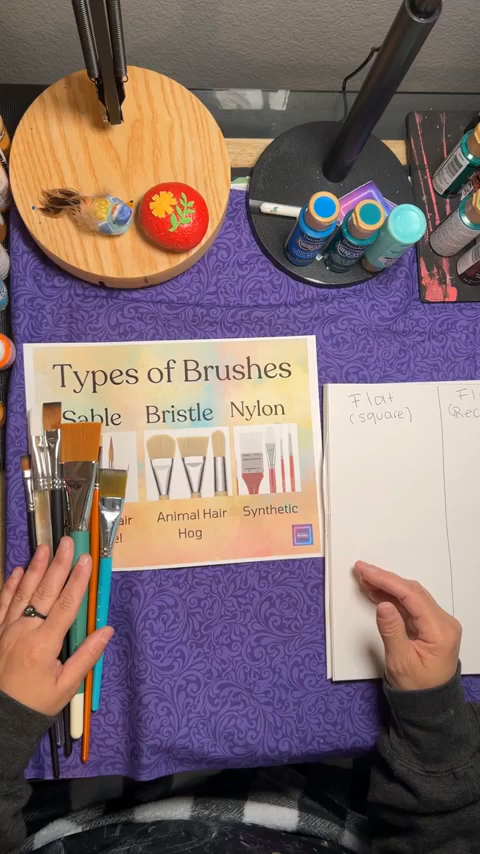 Types of Brushes
Sable Bristle Nylon
Animal Hair Synthetic
Hog
Flat
(square)